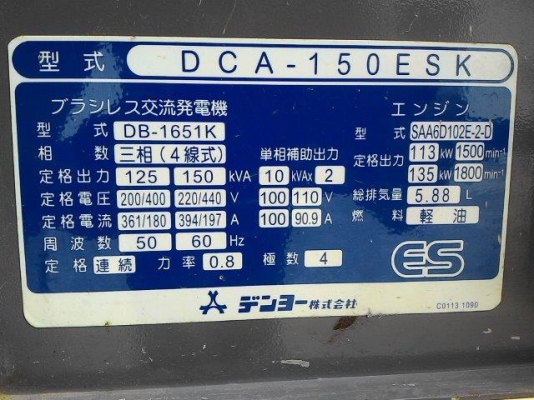 型式 DCA-150ESK
ブラシレス交流発電機
型式 DB-1651K
相数 三相(4線式) 単相補助出力
定格出力 125 150 kVA 10 kVAx 2
定格電圧 200/400 220/440 V 100 110 V
定格電流 361/180 394/197 A 100 90.9 A
周波数 50 60 Hz
定格 連続 力率 0.8 極数 4
エンジン
型式 SAA6D102E-2-D
定格出力 113 kW 1500 min-¹
135 kW 1800 min-¹
総排気量 5.88 L
燃料 軽油
ES
デンヨー株式会社
C0113 1090